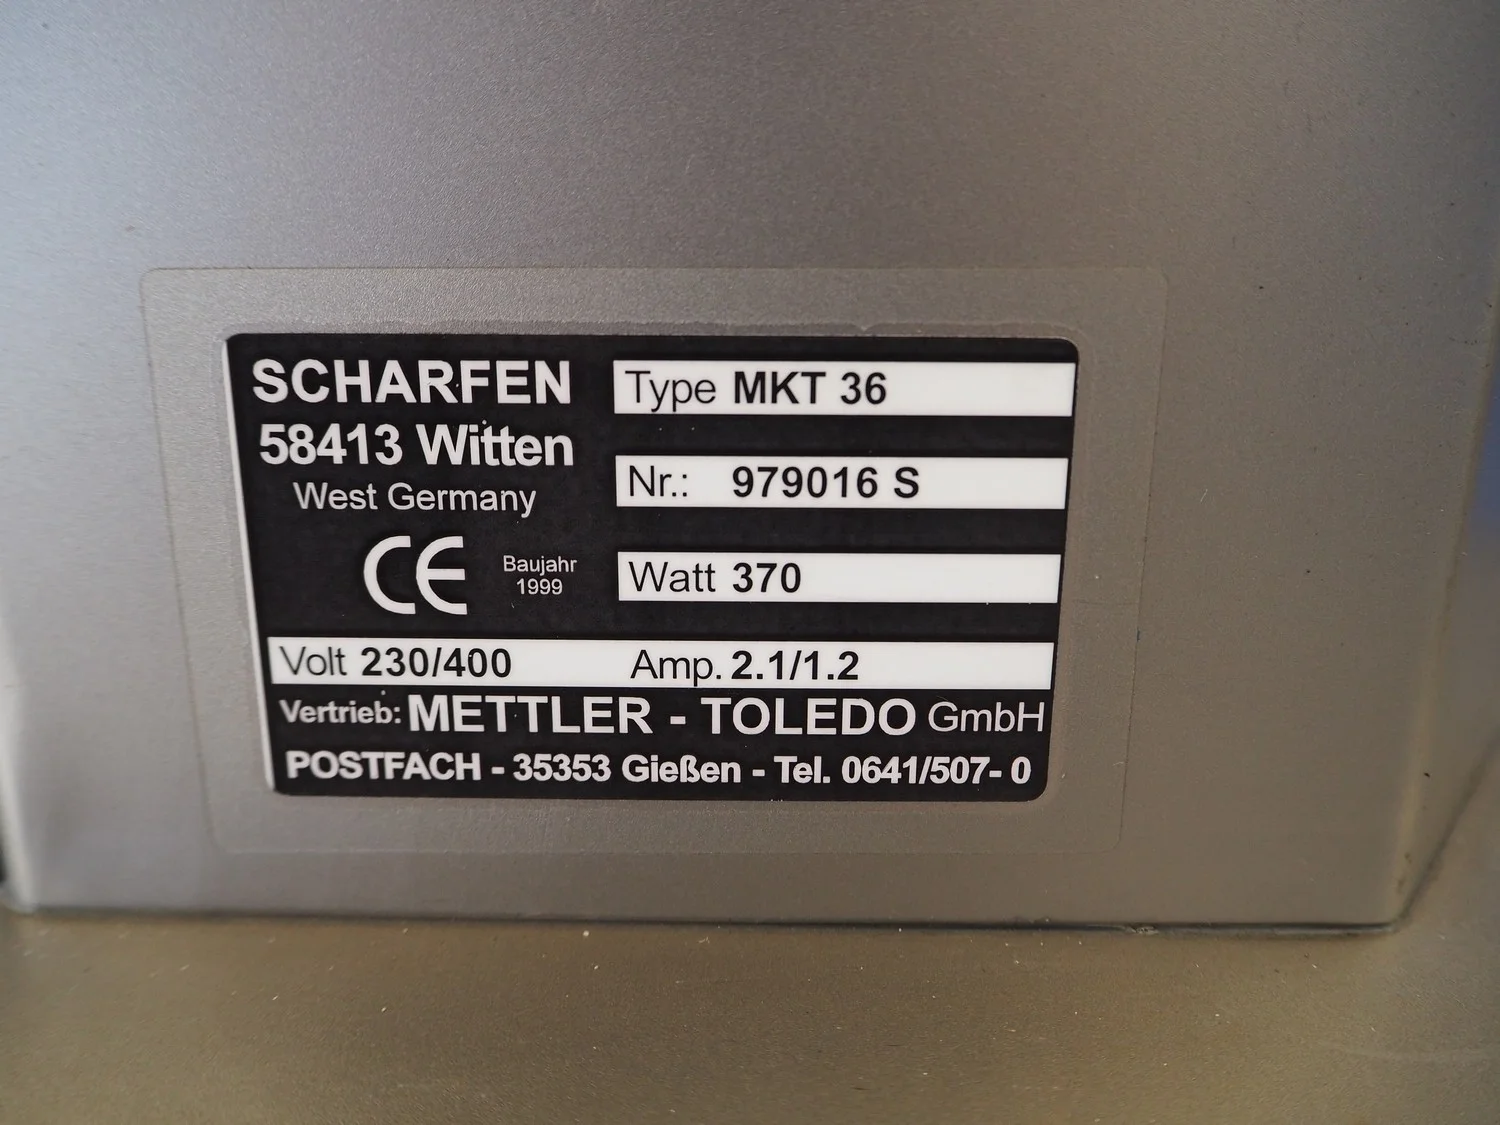 SCHARFEN
58413 Witten
West Germany
CE
Baujahr
1999
Type MKT 36
Nr.: 979016 S
Watt 370
Volt 230/400 Amp. 2.1/1.2
Vertrieb: METTLER - TOLEDO GmbH
POSTFACH - 35353 Gießen - Tel. 0641/507- 0